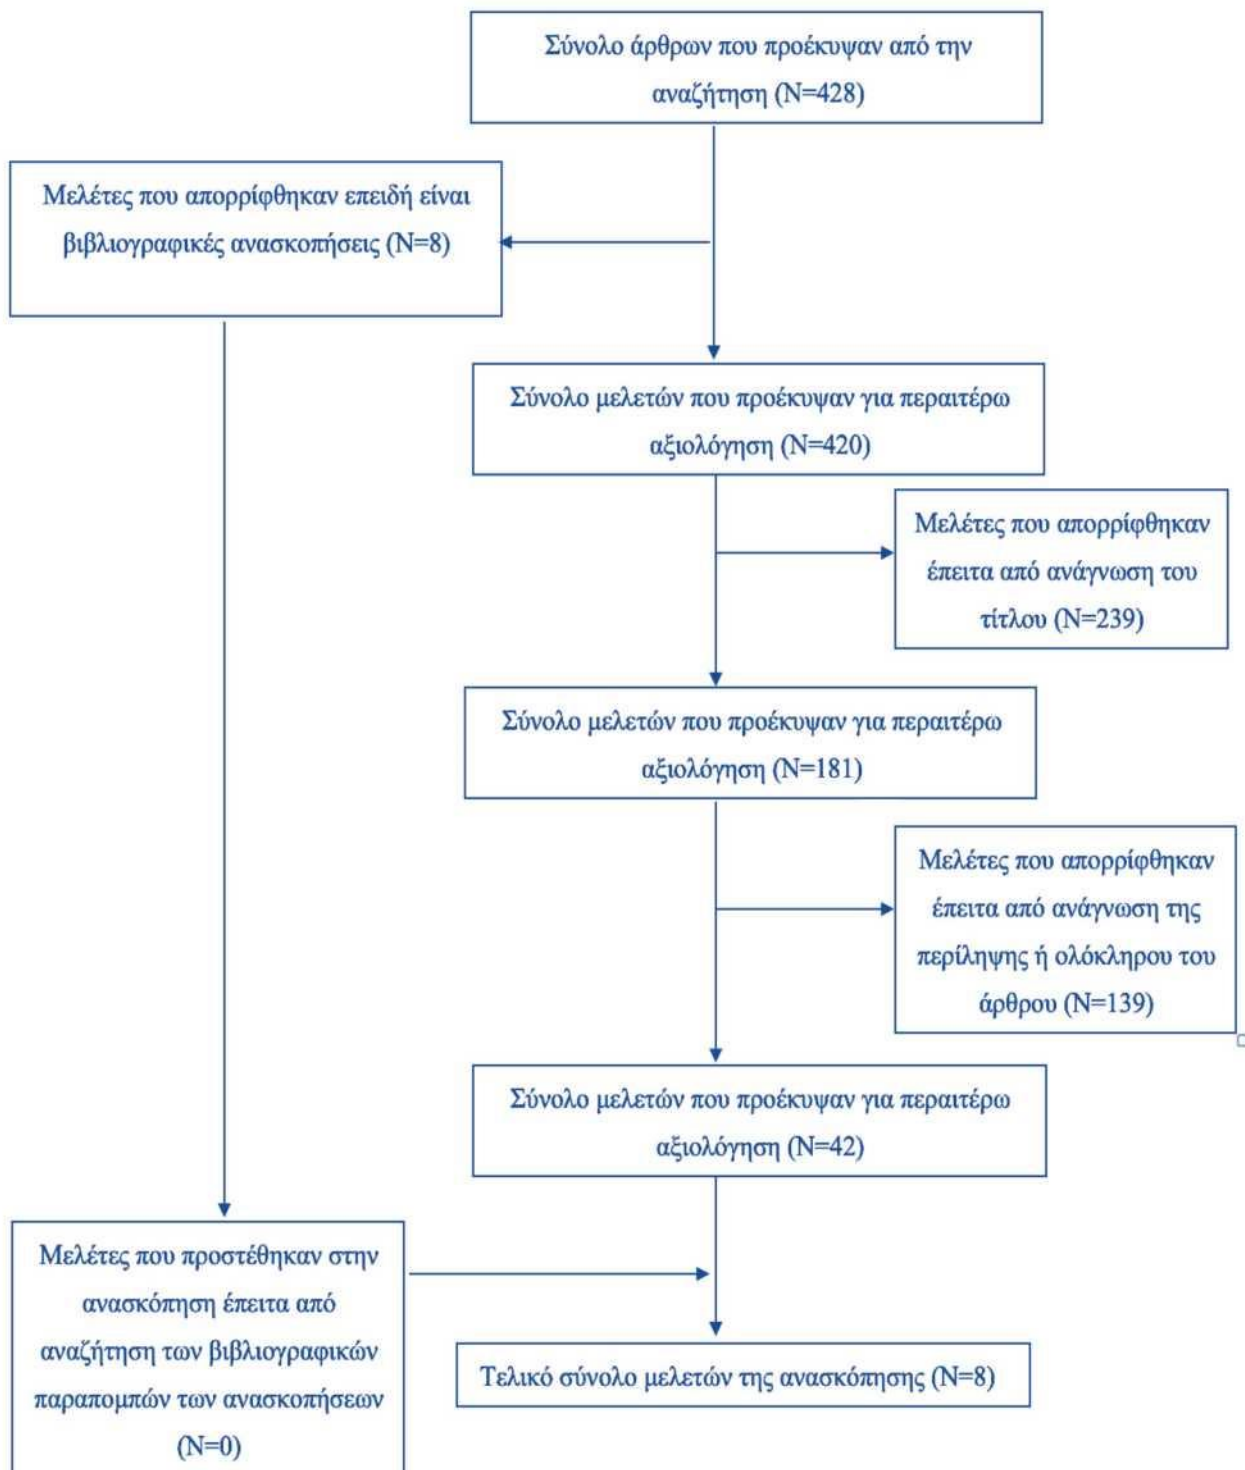 Σύνολο άρθρων που προέκυψαν από την
αναζήτηση (N=428)
Μελέτες που απορρίφθηκαν επειδή είναι
βιβλιογραφικές ανασκοπήσεις (N=8)
Σύνολο μελετών που προέκυψαν για περαιτέρω
αξιολόγηση (N=420)
Μελέτες που απορρίφθηκαν
έπειτα από ανάγνωση του
τίτλου (N=239)
Σύνολο μελετών που προέκυψαν για περαιτέρω
αξιολόγηση (N=181)
Μελέτες που απορρίφθηκαν
έπειτα από ανάγνωση της
περίληψης ή ολόκληρου του
άρθρου (N=139)
Σύνολο μελετών που προέκυψαν για περαιτέρω
αξιολόγηση (N=42)
Μελέτες που προστέθηκαν στην
ανασκόπηση έπειτα από
αναζήτηση των βιβλιογραφικών
παραπομπών των ανασκοπήσεων
(N=0)
Τελικό σύνολο μελετών της ανασκόπησης (N=8)